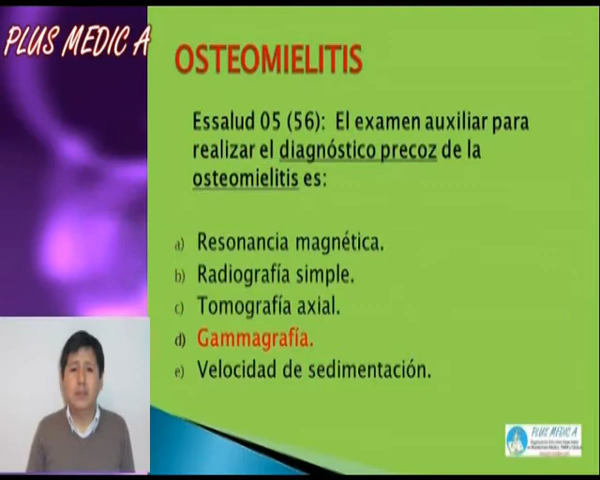 PLUS MEDIC A
OSTEOMIELITIS
Essalud 05 (56): El examen auxiliar para
realizar el diagnóstico precoz de la
osteomielitis es:
a) Resonancia magnética.
b) Radiografía simple.
c) Tomografía axial.
d) Gammagrafía.
e) Velocidad de sedimentación.
PLUS MEDIC A